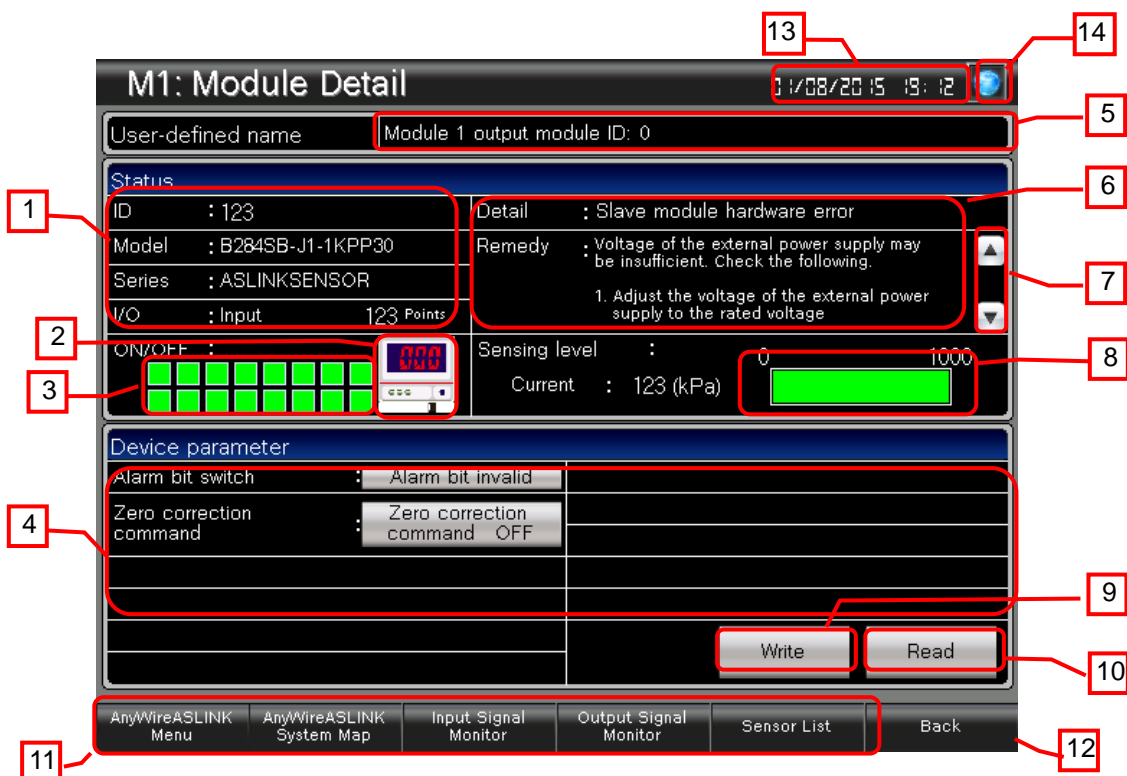 13
14
M1: Module Detail
01/08/2015 19:12
User-defined name
Module 1 output module ID: 0
5
Status
6
1
ID : 123
Detail : Slave module hardware error
Model : B284SB-J1-1KPP30
Remedy : Voltage of the external power supply may
be insufficient. Check the following.
Series : ASLINKSENSOR
1. Adjust the voltage of the external power
supply to the rated voltage
7
I/O : Input 123 Points
2
ON/OFF :
000
Sensing level :
0 1000
8
3
Current : 123 (kPa)
Device parameter
Alarm bit switch : Alarm bit invalid
4
Zero correction
command
:
Zero correction
command OFF
9
Write
Read
10
AnyWireASLINK
Menu
AnyWireASLINK
System Map
Input Signal
Monitor
Output Signal
Monitor
Sensor List
Back
11
12